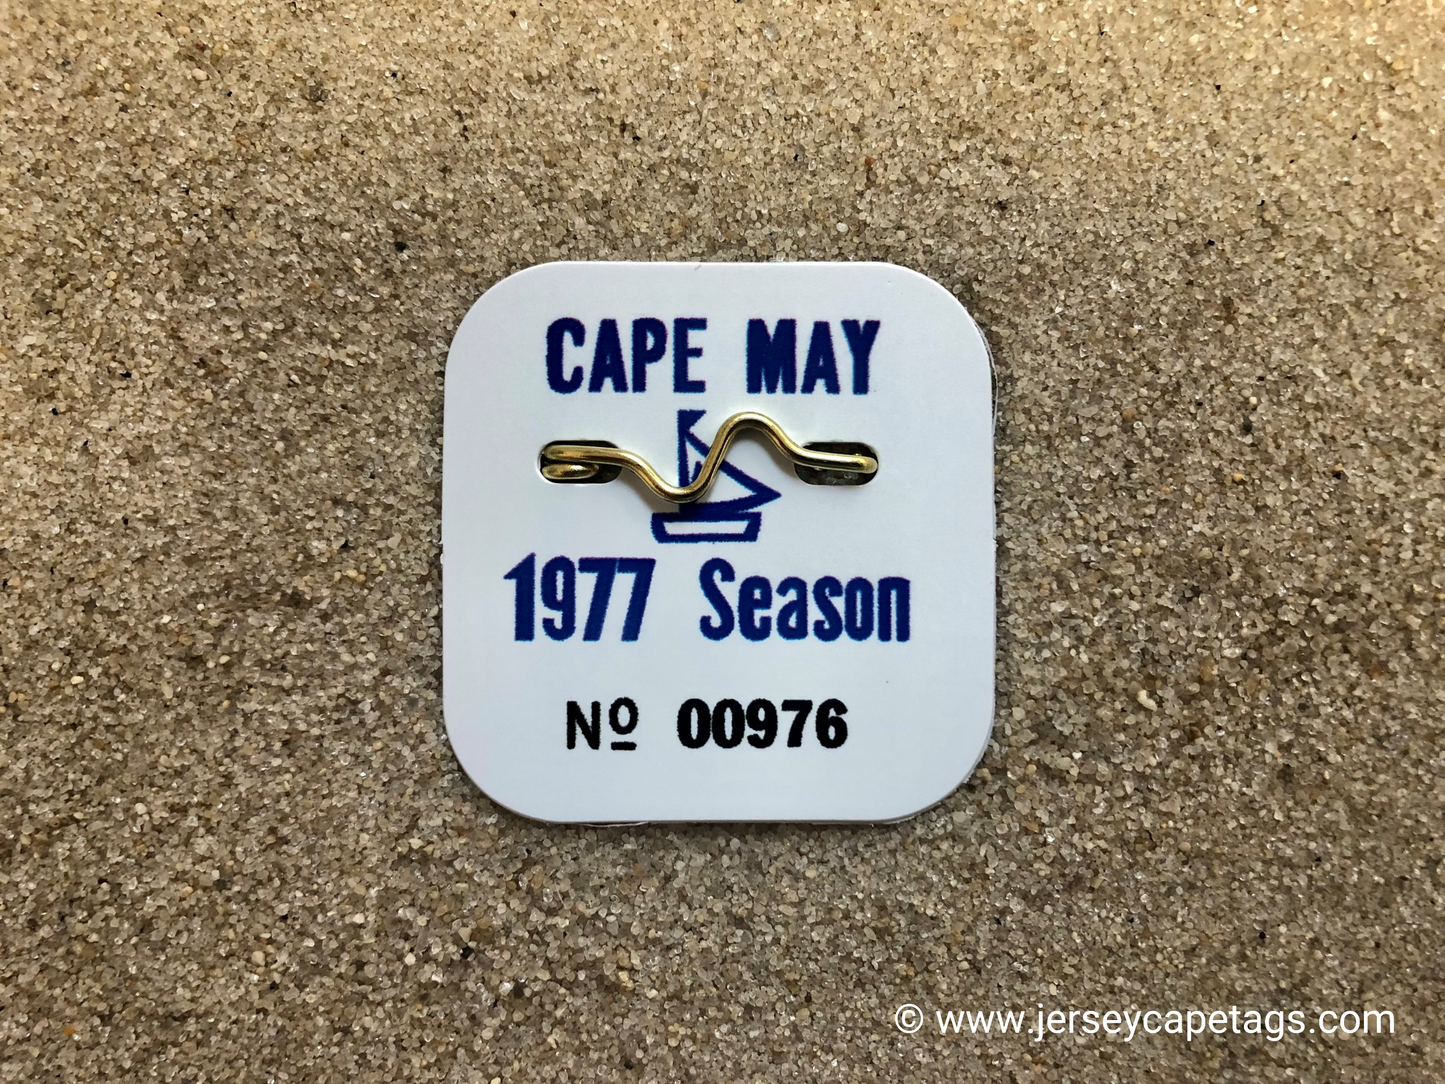 CAPE MAY
1977 Season
Nº 00976
© www.jerseycapetags.com